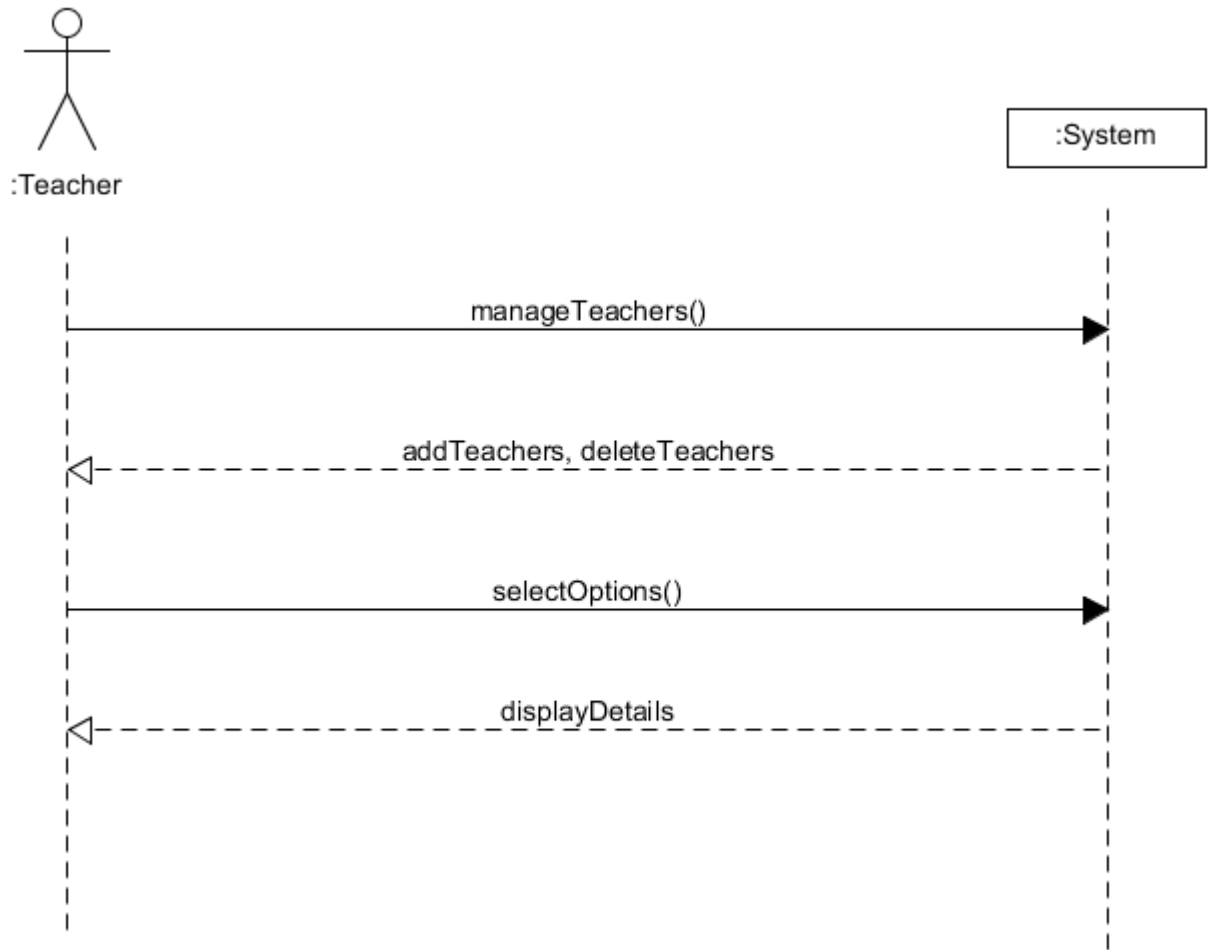 :System
:Teacher
manageTeachers()
addTeachers, deleteTeachers
selectOptions()
displayDetails